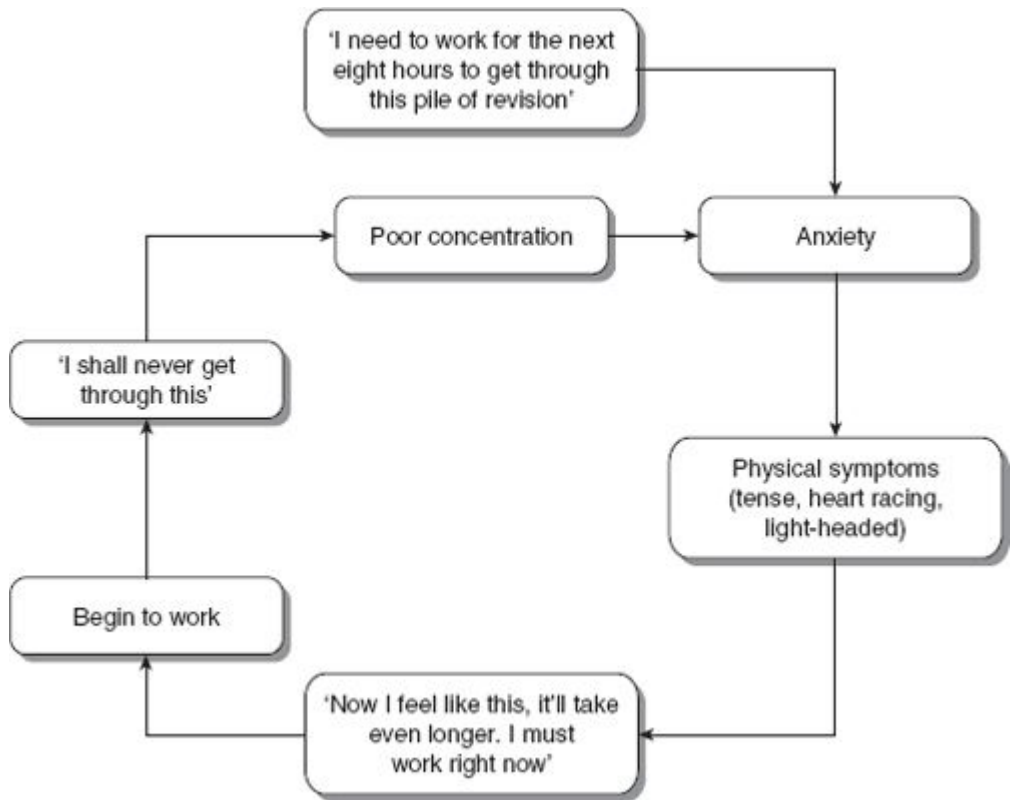 ‘I need to work for the next
eight hours to get through
this pile of revision’
Poor concentration
Anxiety
‘I shall never get
through this’
Physical symptoms
(tense, heart racing,
light-headed)
Begin to work
‘Now I feel like this, it’ll take
even longer. I must
work right now’